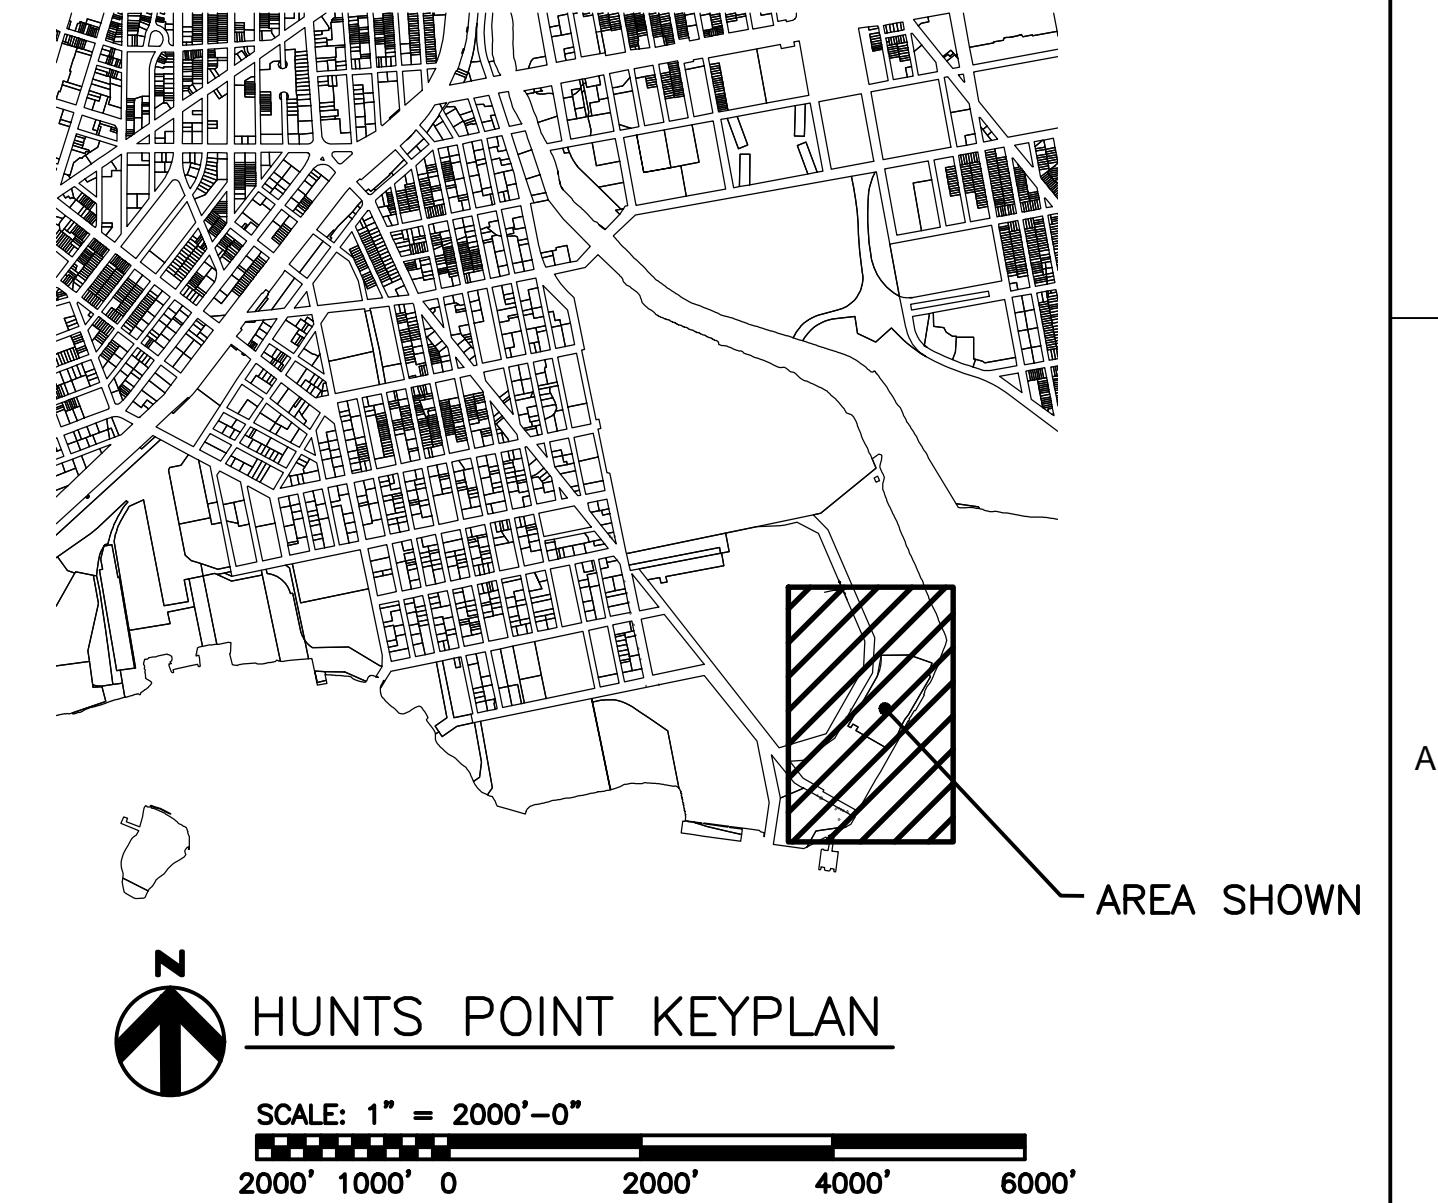 A
AREA SHOWN
N
HUNTS POINT KEYPLAN
SCALE: 1" = 2000'-0"
2000' 1000' 0 2000' 4000' 6000'